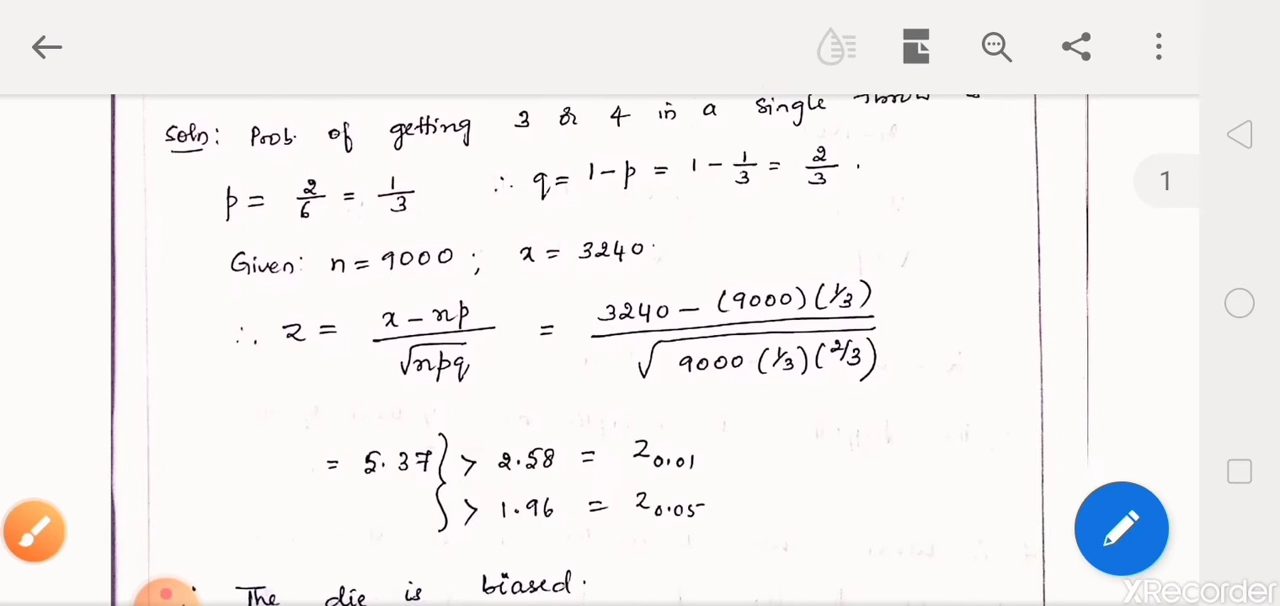 Soln: Prob. of getting 3 or 4 in a single throw
p = 2/6 = 1/3 ∴ q = 1 - p = 1 - 1/3 = 2/3 .
1
Given: n = 9000 ; x = 3240.
∴ z = (x - np)/√npq = (3240 - (9000)(1/3))/√9000 (1/3)(2/3)
= 5.37 } > 2.58 = Z0.01
> 1.96 = Z0.05
The die is biased.
XRecorder